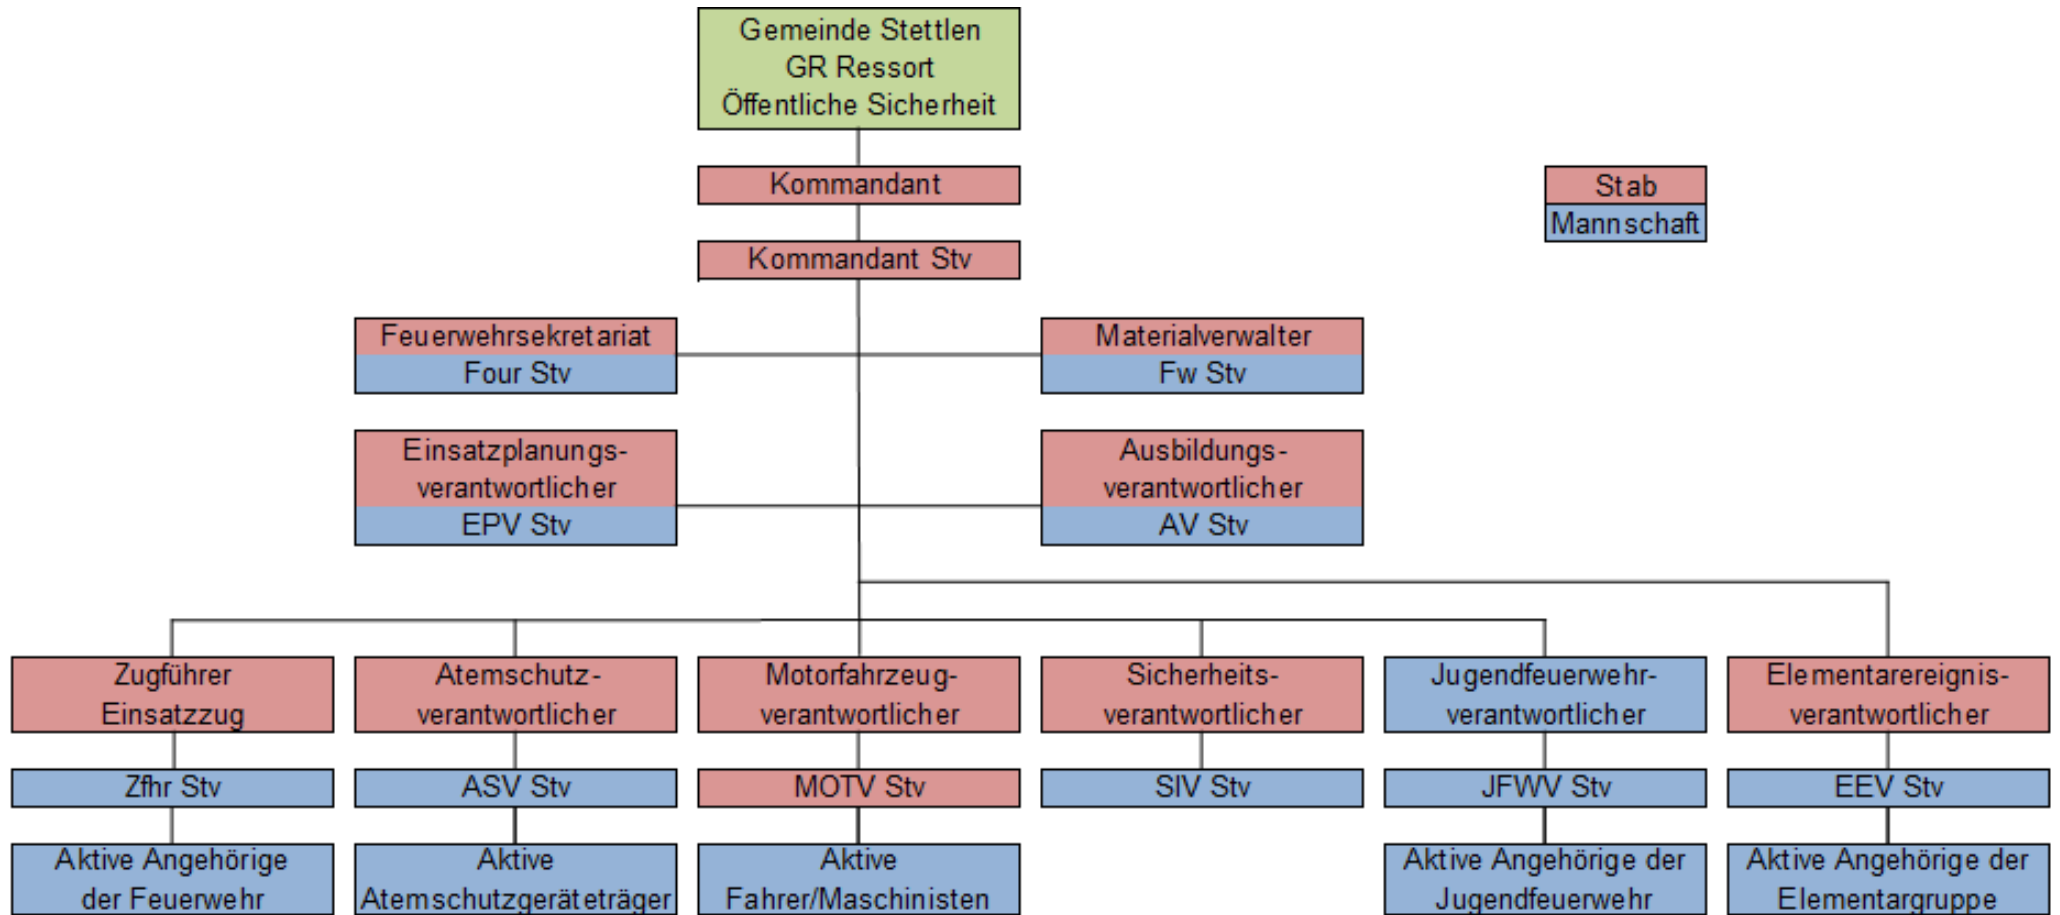 Gemeinde Stettlen
GR Ressort
Öffentliche Sicherheit
Kommandant
Kommandant Stv
Stab
Mannschaft
Feuerwehrsekretariat
Four Stv
Materialverwalter
Fw Stv
Einsatzplanungs-
verantwortlicher
EPV Stv
Ausbildungs-
verantwortlicher
AV Stv
Zugführer
Einsatzzug
Zfhr Stv
Aktive Angehörige
der Feuerwehr
Atemschutz-
verantwortlicher
ASV Stv
Aktive
Atemschutzgeräteträger
Motorfahrzeug-
verantwortlicher
MOTV Stv
Aktive
Fahrer/Maschinisten
Sicherheits-
verantwortlicher
SIV Stv
Jugendfeuerwehr-
verantwortlicher
JFWV Stv
Aktive Angehörige der
Jugendfeuerwehr
Elementarereignis-
verantwortlicher
EEV Stv
Aktive Angehörige der
Elementargruppe